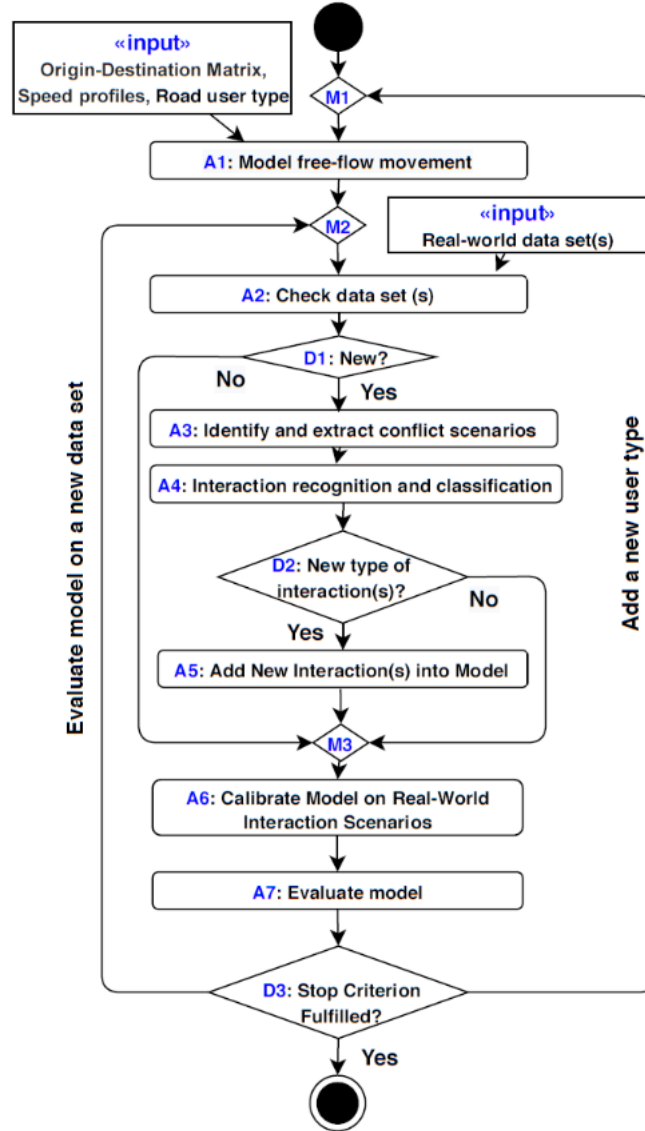 «input»
Origin-Destination Matrix,
Speed profiles, Road user type
M1
A1: Model free-flow movement
M2
«input»
Real-world data set(s)
A2: Check data set (s)
D1: New?
No
Yes
A3: Identify and extract conflict scenarios
A4: Interaction recognition and classification
D2: New type of
interaction(s)?
No
Yes
A5: Add New Interaction(s) into Model
M3
A6: Calibrate Model on Real-World
Interaction Scenarios
A7: Evaluate model
D3: Stop Criterion
Fulfilled?
Yes
Evaluate model on a new data set
Add a new user type